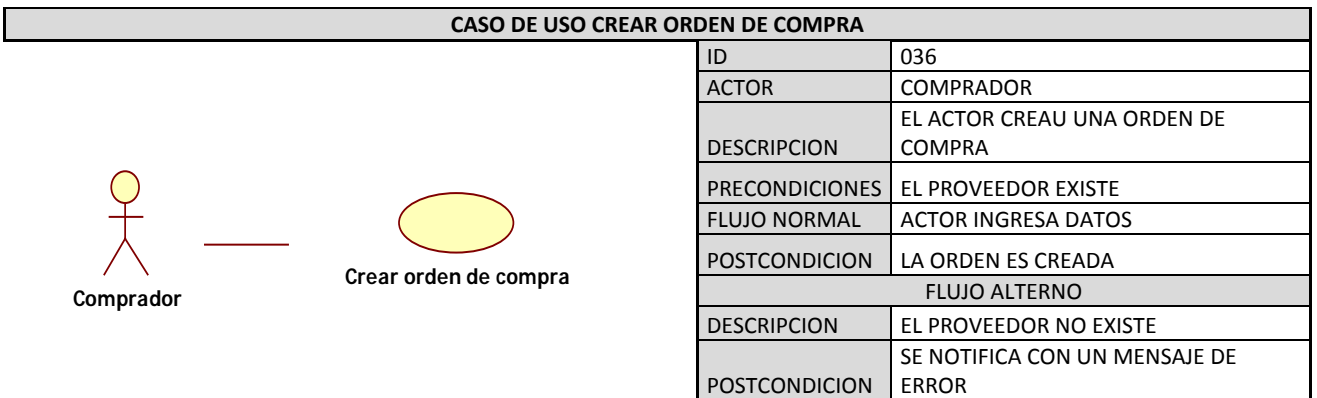 CASO DE USO CREAR ORDEN DE COMPRA
ID 036
ACTOR COMPRADOR
EL ACTOR CREAU UNA ORDEN DE
DESCRIPCION COMPRA
PRECONDICIONES EL PROVEEDOR EXISTE
FLUJO NORMAL ACTOR INGRESA DATOS
POSTCONDICION LA ORDEN ES CREADA
FLUJO ALTERNO
DESCRIPCION EL PROVEEDOR NO EXISTE
SE NOTIFICA CON UN MENSAJE DE
POSTCONDICION ERROR
Comprador
Crear orden de compra